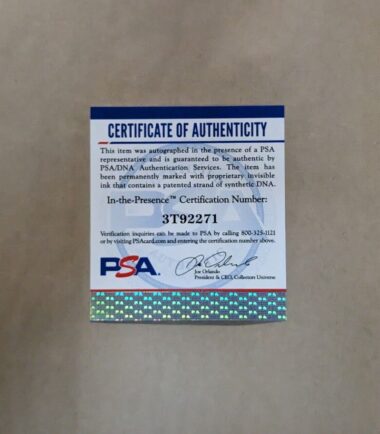 CERTIFICATE OF AUTHENTICITY
This item was autographed in the presence of a PSA
representative and is guaranteed to be authentic by
PSA/DNA Authentication Services. The item has
been permanently marked with proprietary invisible
ink that contains a patented strand of synthetic DNA.
In-the-Presence™ Certification Number:
3T92271
Verification inquiries can be made to PSA by calling 800-325-1121
or by visiting PSAcard.com and entering the certification number above.
PSA.
Joe Orlando
President & CEO, Collectors Universe